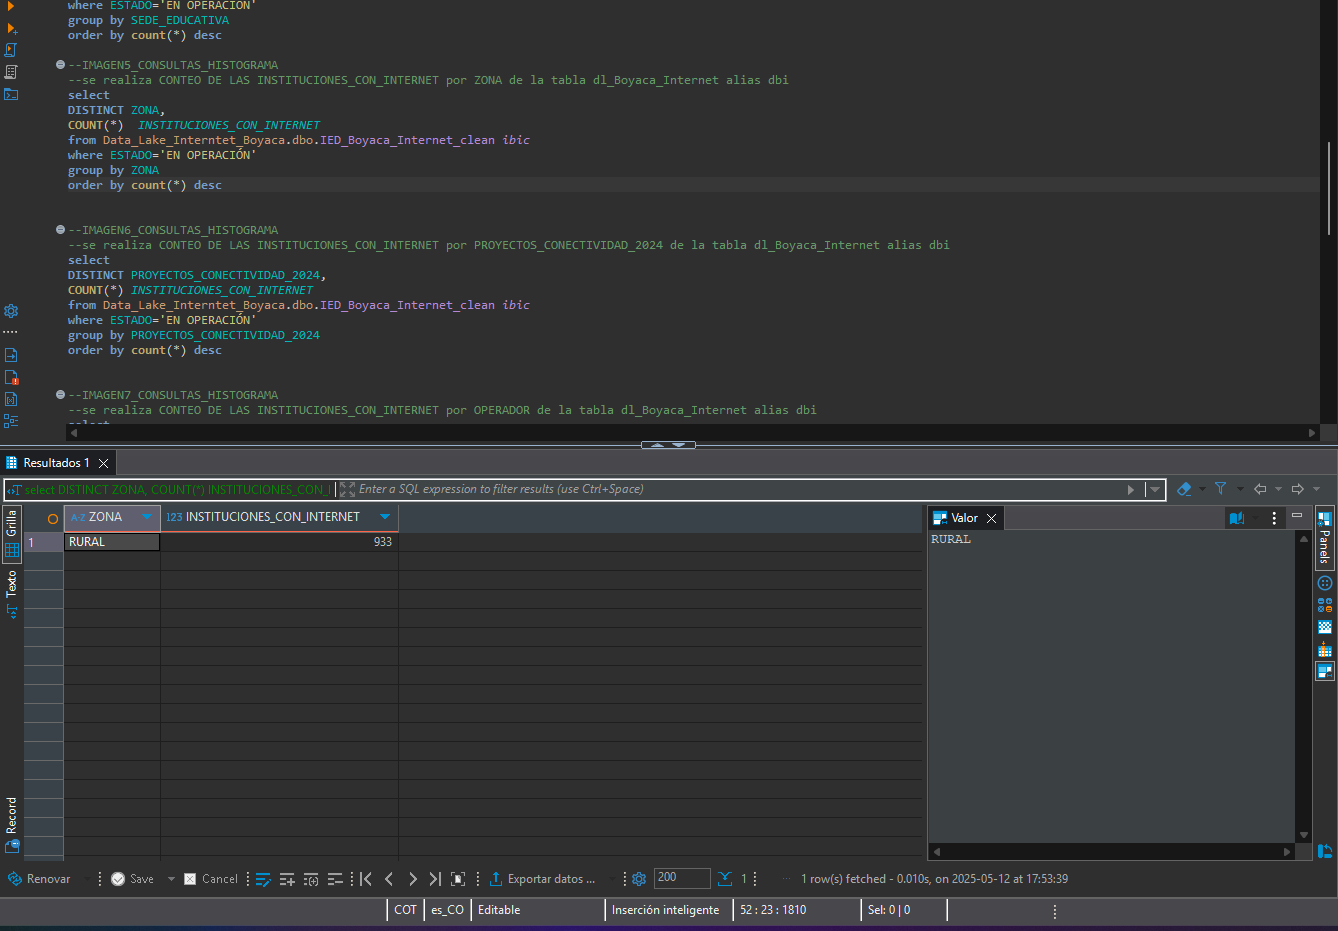 where ESTADO='EN OPERACIÓN'
group by SEDE_EDUCATIVA
order by count(*) desc
--IMAGEN5_CONSULTAS_HISTOGRAMA
--se realiza CONTEO DE LAS INSTITUCIONES_CON_INTERNET por ZONA de la tabla dl_Boyaca_Internet alias dbi
select
DISTINCT ZONA,
COUNT(*)  INSTITUCIONES_CON_INTERNET
from Data_Lake_Interntet_Boyaca.dbo.IED_Boyaca_Internet_clean ibic
where ESTADO='EN OPERACIÓN'
group by ZONA
order by count(*) desc
--IMAGEN6_CONSULTAS_HISTOGRAMA
--se realiza CONTEO DE LAS INSTITUCIONES_CON_INTERNET por PROYECTOS_CONECTIVIDAD_2024 de la tabla dl_Boyaca_Internet alias dbi
select
DISTINCT PROYECTOS_CONECTIVIDAD_2024,
COUNT(*) INSTITUCIONES_CON_INTERNET
from Data_Lake_Interntet_Boyaca.dbo.IED_Boyaca_Internet_clean ibic
where ESTADO='EN OPERACIÓN'
group by PROYECTOS_CONECTIVIDAD_2024
order by count(*) desc
--IMAGEN7_CONSULTAS_HISTOGRAMA
--se realiza CONTEO DE LAS INSTITUCIONES_CON_INTERNET por OPERADOR de la tabla dl_Boyaca_Internet alias dbi
select
Resultados 1
select DISTINCT ZONA, COUNT(*) INSTITUCIONES_CON_I
Enter a SQL expression to filter results (use Ctrl+Space)
Grilla
A-Z ZONA
123 INSTITUCIONES_CON_INTERNET
1 RURAL 933
Texto
Record
Valor
RURAL
Panels
Renovar
Save
Cancel
Exportar datos ...
200
1
1 row(s) fetched - 0.010s, on 2025-05-12 at 17:53:39
COT
es_CO
Editable
Inserción inteligente
52 : 23 : 1810
Sel: 0 | 0